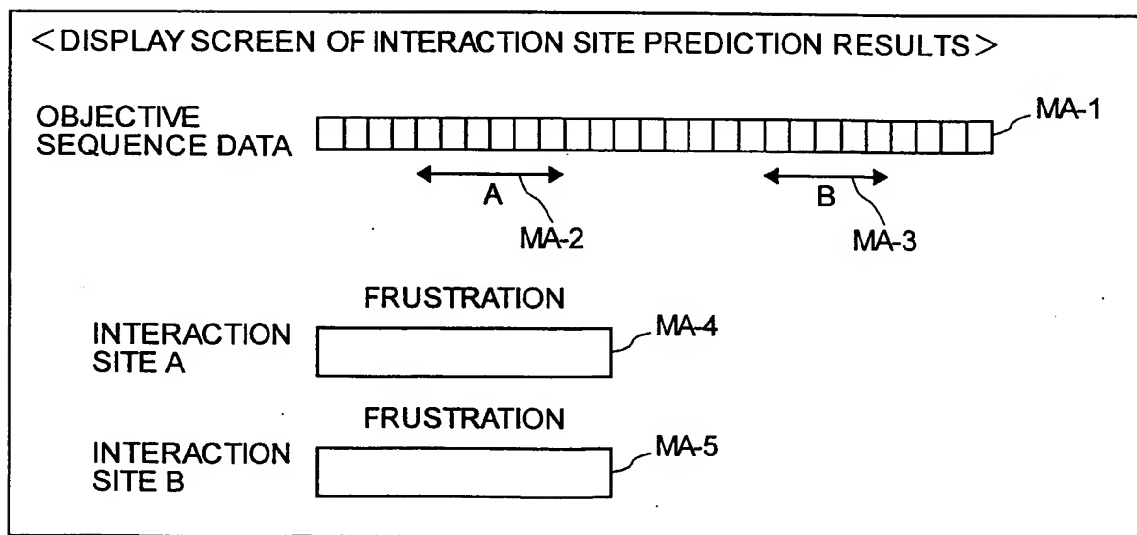 <DISPLAY SCREEN OF INTERACTION SITE PREDICTION RESULTS>
OBJECTIVE
SEQUENCE DATA
MA-1
A
B
MA-2
MA-3
FRUSTRATION
INTERACTION
SITE A
MA-4
FRUSTRATION
INTERACTION
SITE B
MA-5